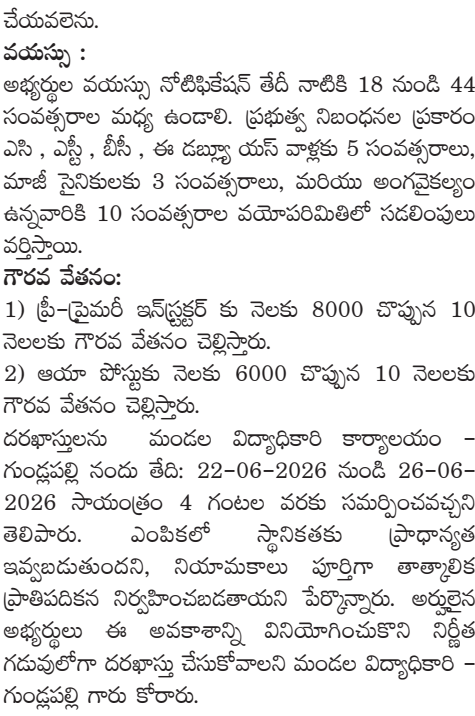 చేయవలెను.
వయస్సు :
అభ్యర్థుల వయస్సు నోటిఫికేషన్ తేదీ నాటికి 18 నుండి 44
సంవత్సరాల మధ్య ఉండాలి. ప్రభుత్వ నిబంధనల ప్రకారం
ఎసి , ఎస్టీ , బీసీ , ఈ డబ్ల్యూ యస్ వాళ్లకు 5 సంవత్సరాలు,
మాజీ సైనికులకు 3 సంవత్సరాలు, మరియు అంగవైకల్యం
ఉన్నవారికి 10 సంవత్సరాల వయోపరిమితిలో సడలింపులు
వర్తిస్తాయి.
గౌరవ వేతనం:
1) ప్రీ-ప్రైమరీ ఇన్‌స్ట్రక్టర్ కు నెలకు 8000 చొప్పున 10
నెలలకు గౌరవ వేతనం చెల్లిస్తారు.
2) ఆయా పోస్టుకు నెలకు 6000 చొప్పున 10 నెలలకు
గౌరవ వేతనం చెల్లిస్తారు.
దరఖాస్తులను మండల విద్యాధికారి కార్యాలయం -
గుండ్లపల్లి నందు తేది: 22-06-2026 నుండి 26-06-
2026 సాయంత్రం 4 గంటల వరకు సమర్పించవచ్చని
తెలిపారు. ఎంపికలో స్థానికతకు ప్రాధాన్యత
ఇవ్వబడుతుందని, నియామకాలు పూర్తిగా తాత్కాలిక
ప్రాతిపదికన నిర్వహించబడతాయని పేర్కొన్నారు. అర్హులైన
అభ్యర్థులు ఈ అవకాశాన్ని వినియోగించుకొని నిర్ణీత
గడువులోగా దరఖాస్తు చేసుకోవాలని మండల విద్యాధికారి -
గుండ్లపల్లి గారు కోరారు.